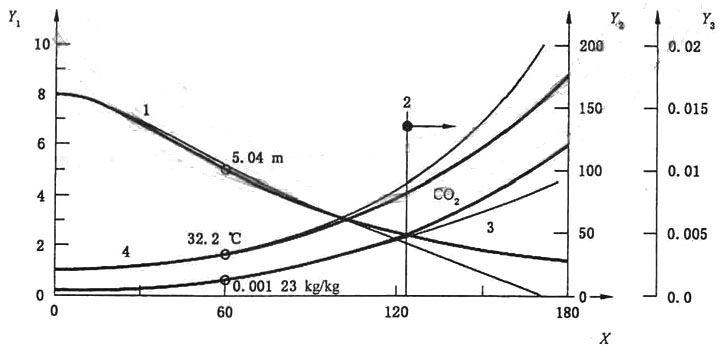 Y₁ Y₂ Y₃
10 200 0.02
8 1 2 150 0.015
6 5.04 m 100 0.01
4 CO₂
32.2 ℃ 3
2 4 50 0.005
0 0.001 23 kg/kg 0 0.0
0 60 120 180
X